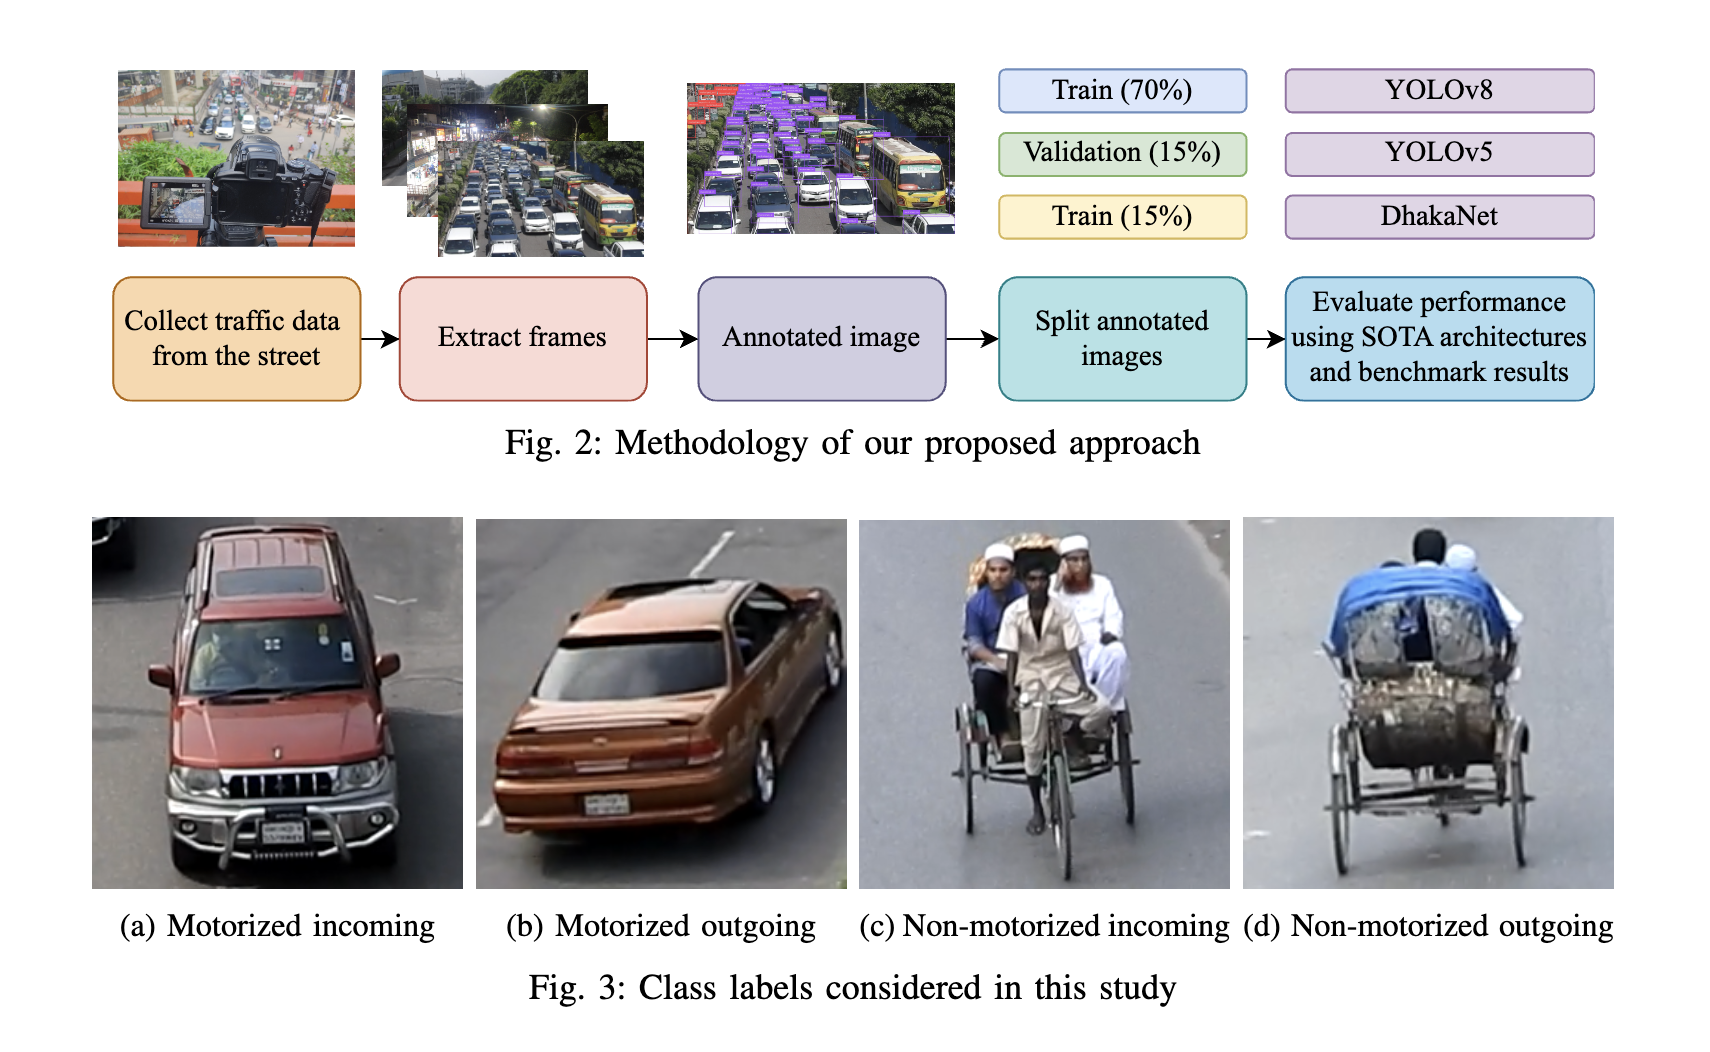 Train (70%)
YOLOv8
Validation (15%)
YOLOv5
Train (15%)
DhakaNet
Collect traffic data
from the street
Extract frames
Annotated image
Split annotated
images
Evaluate performance
using SOTA architectures
and benchmark results
Fig. 2: Methodology of our proposed approach
(a) Motorized incoming
(b) Motorized outgoing
(c) Non-motorized incoming
(d) Non-motorized outgoing
Fig. 3: Class labels considered in this study